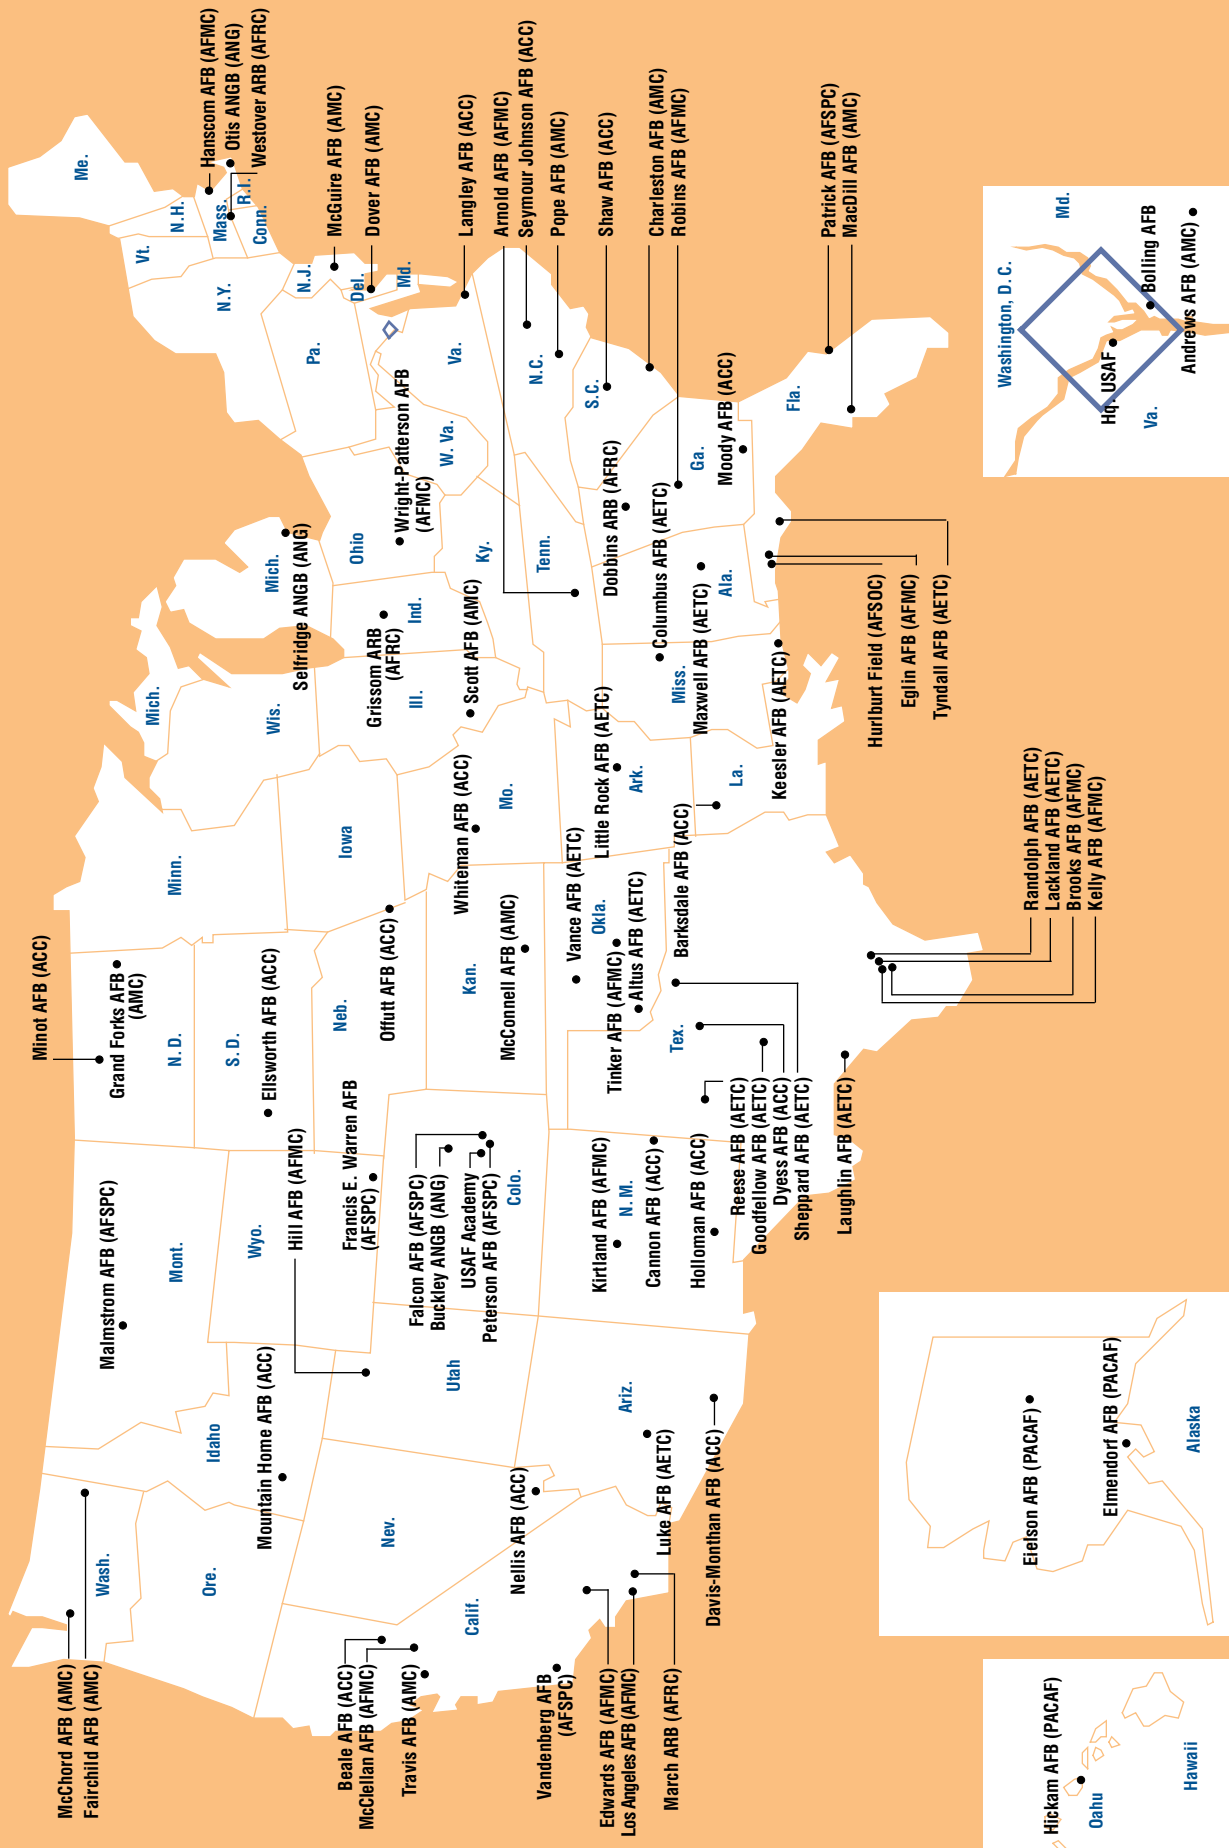 McChord AFB (AMC)
Fairchild AFB (AMC)
Wash.
Ore.
Idaho
Mountain Home AFB (ACC)
Mont.
Malmstrom AFB (AFSPC)
Wyo.
Hill AFB (AFMC)
Francis E. Warren AFB
(AFSPC)
Minot AFB (ACC)
Grand Forks AFB
(AMC)
N. D.
S. D.
Ellsworth AFB (ACC)
Neb.
Offutt AFB (ACC)
Minn.
Iowa
Wis.
Mich.
Mich.
Selfridge ANGB (ANG)
Beale AFB (ACC)
McClellan AFB (AFMC)
Travis AFB (AMC)
Calif.
Vandenberg AFB
(AFSPC)
Edwards AFB (AFMC)
Los Angeles AFB (AFMC)
March ARB (AFRC)
Nev.
Nellis AFB (ACC)
Utah
Ariz.
Luke AFB (AETC)
Davis-Monthan AFB (ACC)
Falcon AFB (AFSPC)
Buckley ANGB (ANG)
USAF Academy
Peterson AFB (AFSPC)
Colo.
Kirtland AFB (AFMC)
N. M.
Cannon AFB (ACC)
Holloman AFB (ACC)
Kan.
McConnell AFB (AMC)
Vance AFB (AETC)
Okla.
Tinker AFB (AFMC)
Altus AFB (AETC)
Tex.
Reese AFB (AETC)
Goodfellow AFB (AETC)
Dyess AFB (ACC)
Sheppard AFB (AETC)
Laughlin AFB (AETC)
Randolph AFB (AETC)
Lackland AFB (AETC)
Brooks AFB (AFMC)
Kelly AFB (AFMC)
Whiteman AFB (ACC)
Mo.
Little Rock AFB (AETC)
Ark.
Barksdale AFB (ACC)
La.
Ill.
Scott AFB (AMC)
Grissom ARB
(AFRC)
Ind.
Ohio
Wright-Patterson AFB
(AFMC)
Ky.
Tenn.
Arnold AFB (AFMC)
Columbus AFB (AETC)
Miss.
Maxwell AFB (AETC)
Ala.
Keesler AFB (AETC)
Hurlburt Field (AFSOC)
Eglin AFB (AFMC)
Tyndall AFB (AETC)
Dobbins ARB (AFRC)
Ga.
Moody AFB (ACC)
Robins AFB (AFMC)
Fla.
Patrick AFB (AFSPC)
MacDill AFB (AMC)
S.C.
Shaw AFB (ACC)
Charleston AFB (AMC)
N.C.
Seymour Johnson AFB (ACC)
Pope AFB (AMC)
Va.
Langley AFB (ACC)
W. Va.
Md.
Del.
Dover AFB (AMC)
N.J.
McGuire AFB (AMC)
Pa.
N.Y.
Vt.
N.H.
Me.
Mass.
R.I.
Conn.
Hanscom AFB (AFMC)
Otis ANGB (ANG)
Westover ARB (AFRC)
Hickam AFB (PACAF)
Oahu
Hawaii
Eielson AFB (PACAF)
Elmendorf AFB (PACAF)
Alaska
Washington, D. C.
Md.
Hq. USAF
Va.
Bolling AFB
Andrews AFB (AMC)